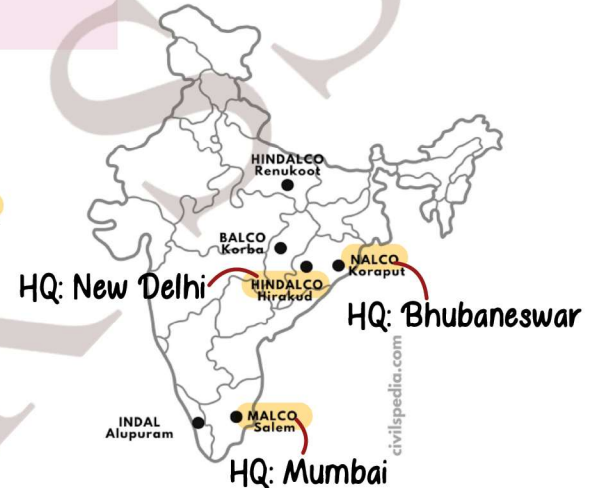 HINDALCO
Renukoot
BALCO
Korba
HQ: New Delhi
HINDALCO
Hirakud
NALCO
Koraput
HQ: Bhubaneswar
civilspedia.com
INDAL
Alupuram
MALCO
Salem
HQ: Mumbai